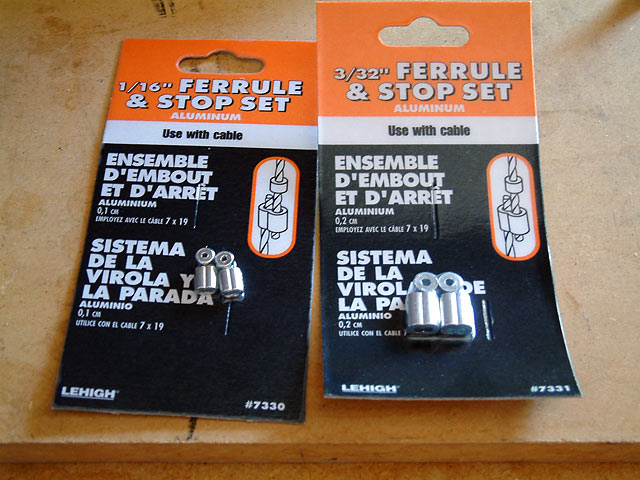 1/16" FERRULE
& STOP SET
ALUMINUM
Use with cable
ENSEMBLE
D'EMBOUT
ET D'ARRÊT
ALUMINIUM
0,1 CM
EMPLOYEZ AVEC LE CÂBLE 7 x 19
SISTEMA
DE LA
VIROLA Y
LA PARADA
ALUMINIO
0,1 CM
UTILICE CON EL CABLE 7 x 19
LEHIGH
#7330
3/32" FERRULE
& STOP SET
ALUMINUM
Use with cable
ENSEMBLE
D'EMBOUT
ET D'ARRÊT
ALUMINIUM
0,2 CM
EMPLOYEZ AVEC LE CÂBLE 7 x 19
SISTEMA
DE LA
VIROLA DE
LA
ALUMINIO
0,2 CM
UTILICE CON EL CABLE
LEHIGH
#7331